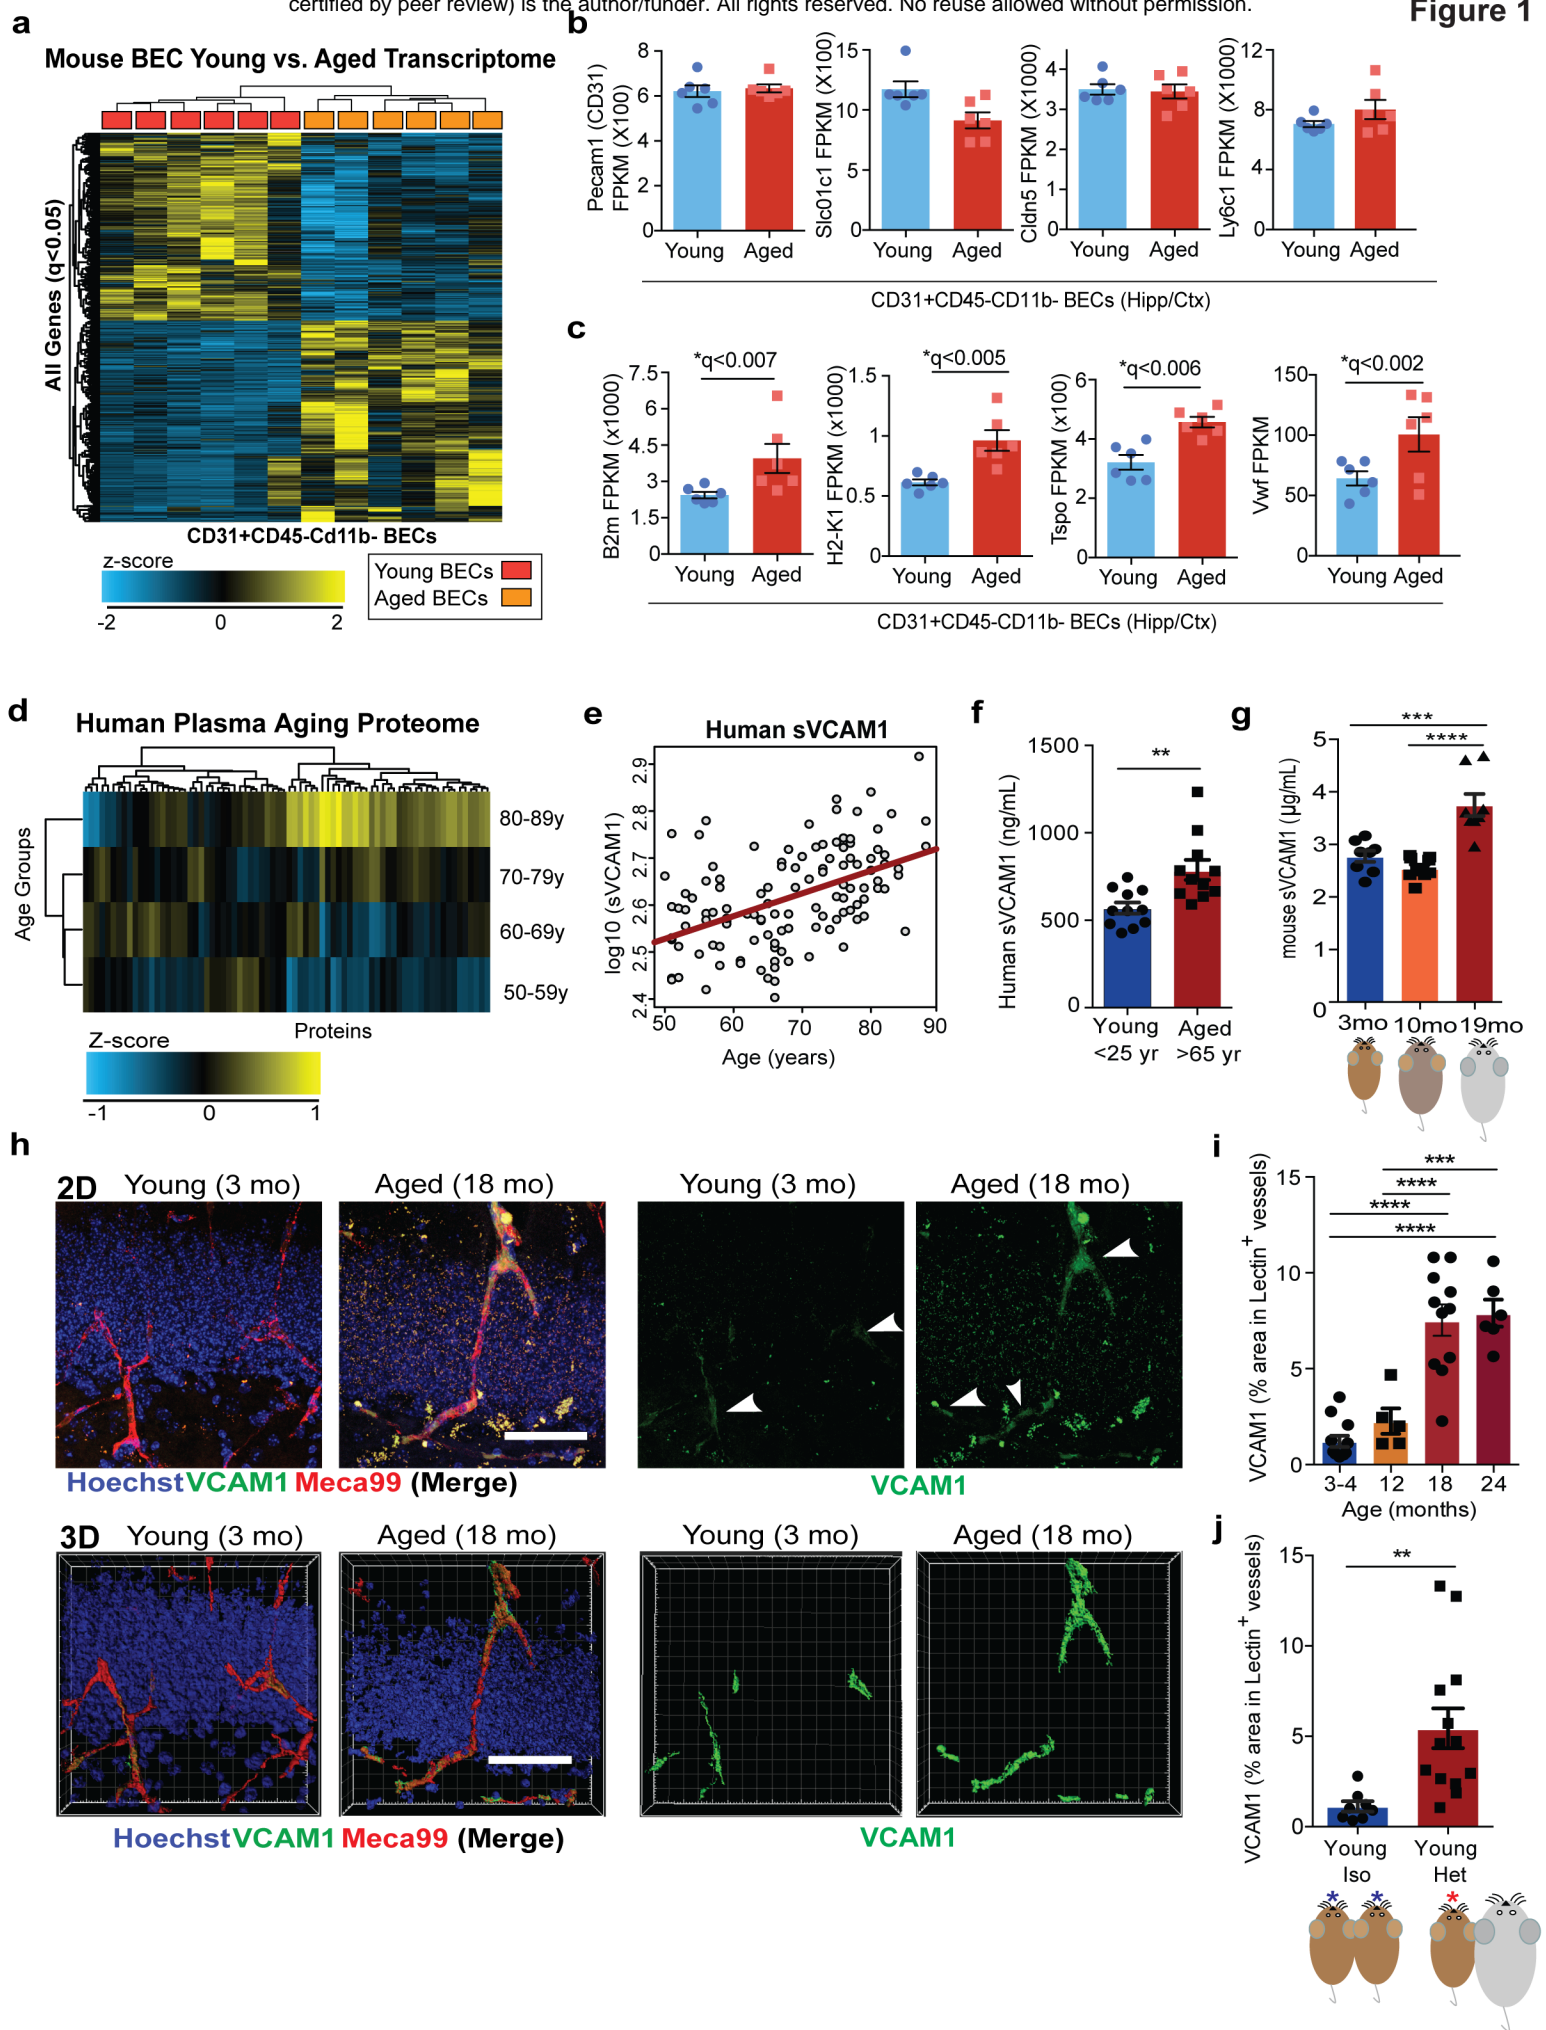 certified by peer review) is the author/funder. All rights reserved. No reuse allowed without permission.
Figure 1
a
Mouse BEC Young vs. Aged Transcriptome
All Genes (q<0.05)
CD31+CD45-Cd11b- BECs
z-score
-2 0 2
Young BECs
Aged BECs
b
Pecam1 (CD31)
FPKM (X100)
8
6
4
2
0
Young Aged
Slc01c1 FPKM (X100)
15
10
5
0
Young Aged
Cldn5 FPKM (X1000)
4
3
2
1
0
Young Aged
Ly6c1 FPKM (X1000)
12
8
4
0
Young Aged
CD31+CD45-CD11b- BECs (Hipp/Ctx)
c
B2m FPKM (x1000)
7.5
6
4.5
3
1.5
0
*q<0.007
Young Aged
H2-K1 FPKM (x1000)
1.5
1
0.5
0
*q<0.005
Young Aged
Tspo FPKM (x100)
6
4
2
0
*q<0.006
Young Aged
Vwf FPKM
150
100
50
0
*q<0.002
Young Aged
CD31+CD45-CD11b- BECs (Hipp/Ctx)
d
Human Plasma Aging Proteome
Age Groups
80-89y
70-79y
60-69y
50-59y
Proteins
Z-score
-1 0 1
e
Human sVCAM1
log10 (sVCAM1)
2.9
2.8
2.7
2.6
2.5
2.4
50 60 70 80 90
Age (years)
f
Human sVCAM1 (ng/mL)
1500
1000
500
0
**
Young Aged
<25 yr >65 yr
g
mouse sVCAM1 (µg/mL)
5
4
3
2
1
0
***
****
3mo 10mo 19mo
h
2D Young (3 mo) Aged (18 mo) Young (3 mo) Aged (18 mo)
Hoechst VCAM1 Meca99 (Merge)
VCAM1
3D Young (3 mo) Aged (18 mo) Young (3 mo) Aged (18 mo)
Hoechst VCAM1 Meca99 (Merge)
VCAM1
i
VCAM1 (% area in Lectin+ vessels)
15
10
5
0
***
****
****
****
3-4 12 18 24
Age (months)
j
VCAM1 (% area in Lectin+ vessels)
15
10
5
0
**
Young Young
Iso Het
* * *